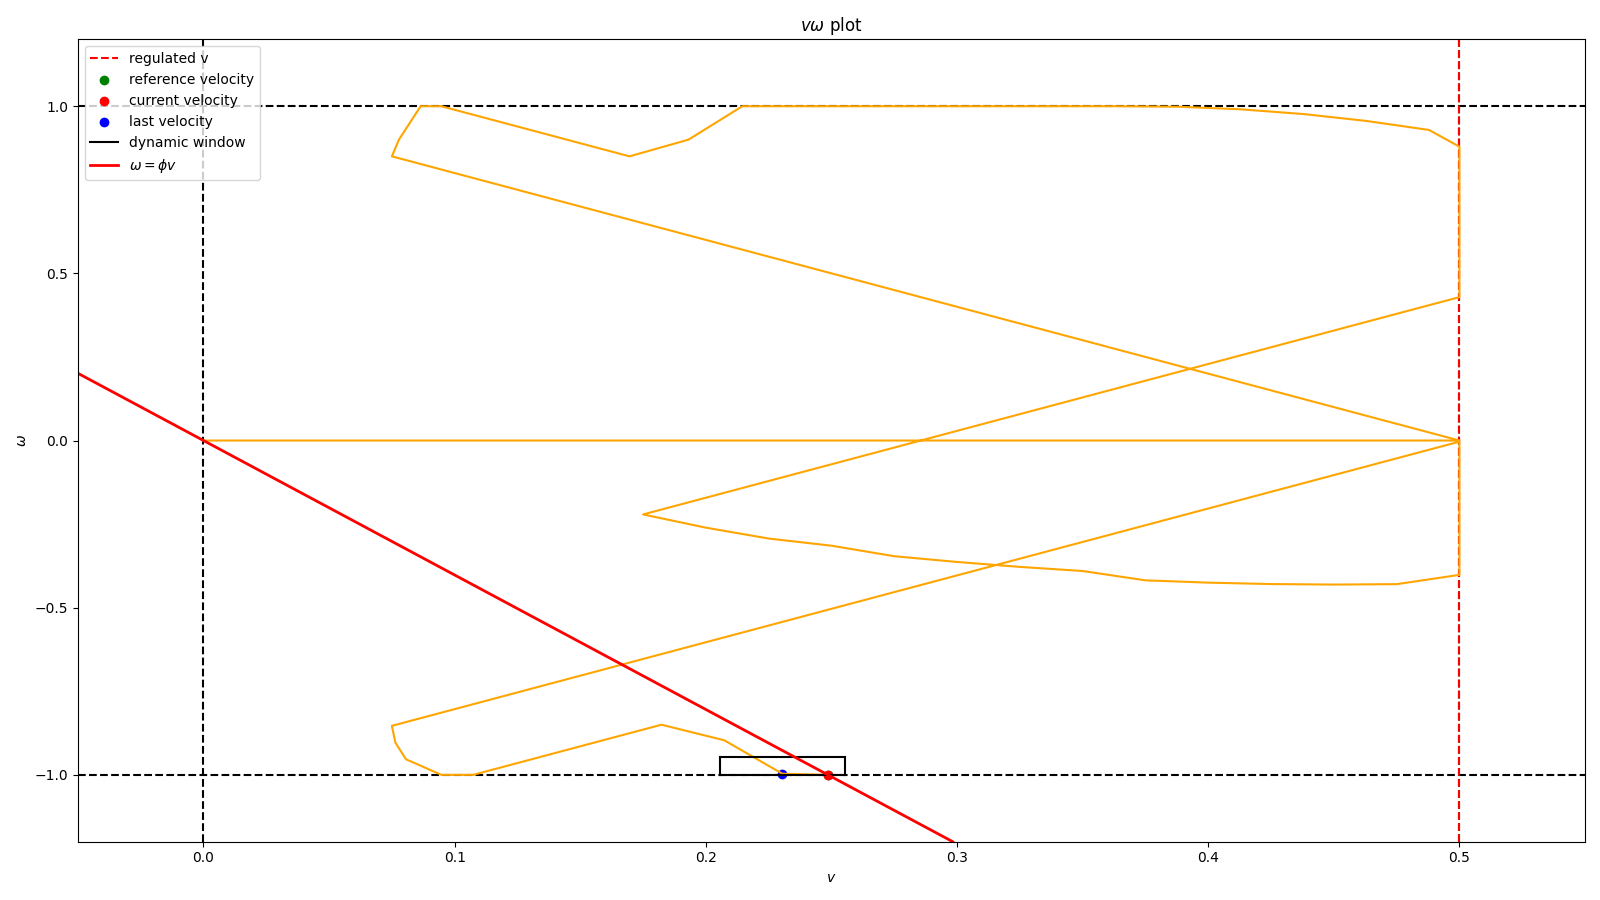 vω plot
regulated v
reference velocity
current velocity
last velocity
dynamic window
ω = ϕv
1.0
0.5
0.0
−0.5
−1.0
ω
0.0
0.1
0.2
0.3
0.4
0.5
v